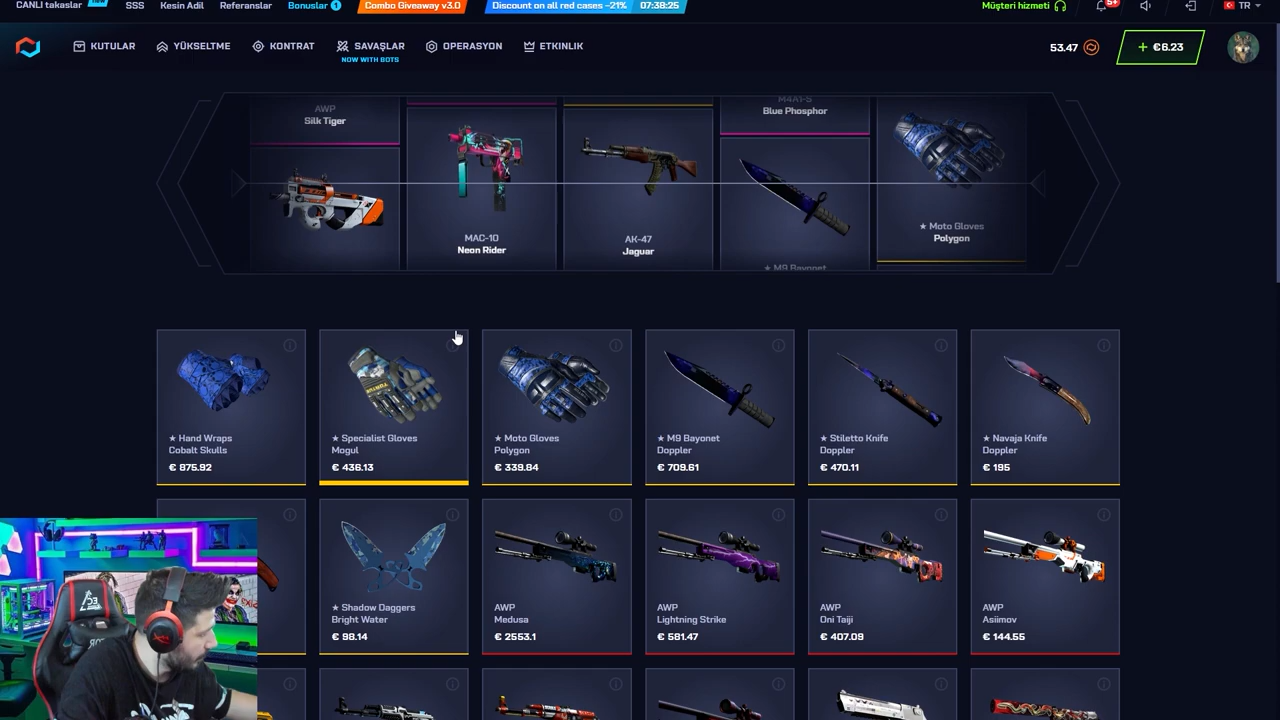 CANLI takaslar
new
SSS
Kesin Adil
Referanslar
Bonuslar 1
Combo Giveaway v3.0
Discount on all red cases -21% 07:38:25
Müşteri hizmeti
5+
TR
KUTULAR
YÜKSELTME
KONTRAT
SAVAŞLAR
NOW WITH BOTS
OPERASYON
ETKINLIK
53.47
+ €6.23
AWP
Silk Tiger
MAC-10
Neon Rider
AK-47
Jaguar
M4A1-S
Blue Phosphor
★ M9 Bayonet
★ Moto Gloves
Polygon
★ Hand Wraps
Cobalt Skulls
€ 875.92
★ Specialist Gloves
Mogul
€ 436.13
★ Moto Gloves
Polygon
€ 339.84
★ M9 Bayonet
Doppler
€ 709.61
★ Stiletto Knife
Doppler
€ 470.11
★ Navaja Knife
Doppler
€ 195
★ Shadow Daggers
Bright Water
€ 98.14
AWP
Medusa
€ 2553.1
AWP
Lightning Strike
€ 581.47
AWP
Oni Taiji
€ 407.09
AWP
Asiimov
€ 144.55